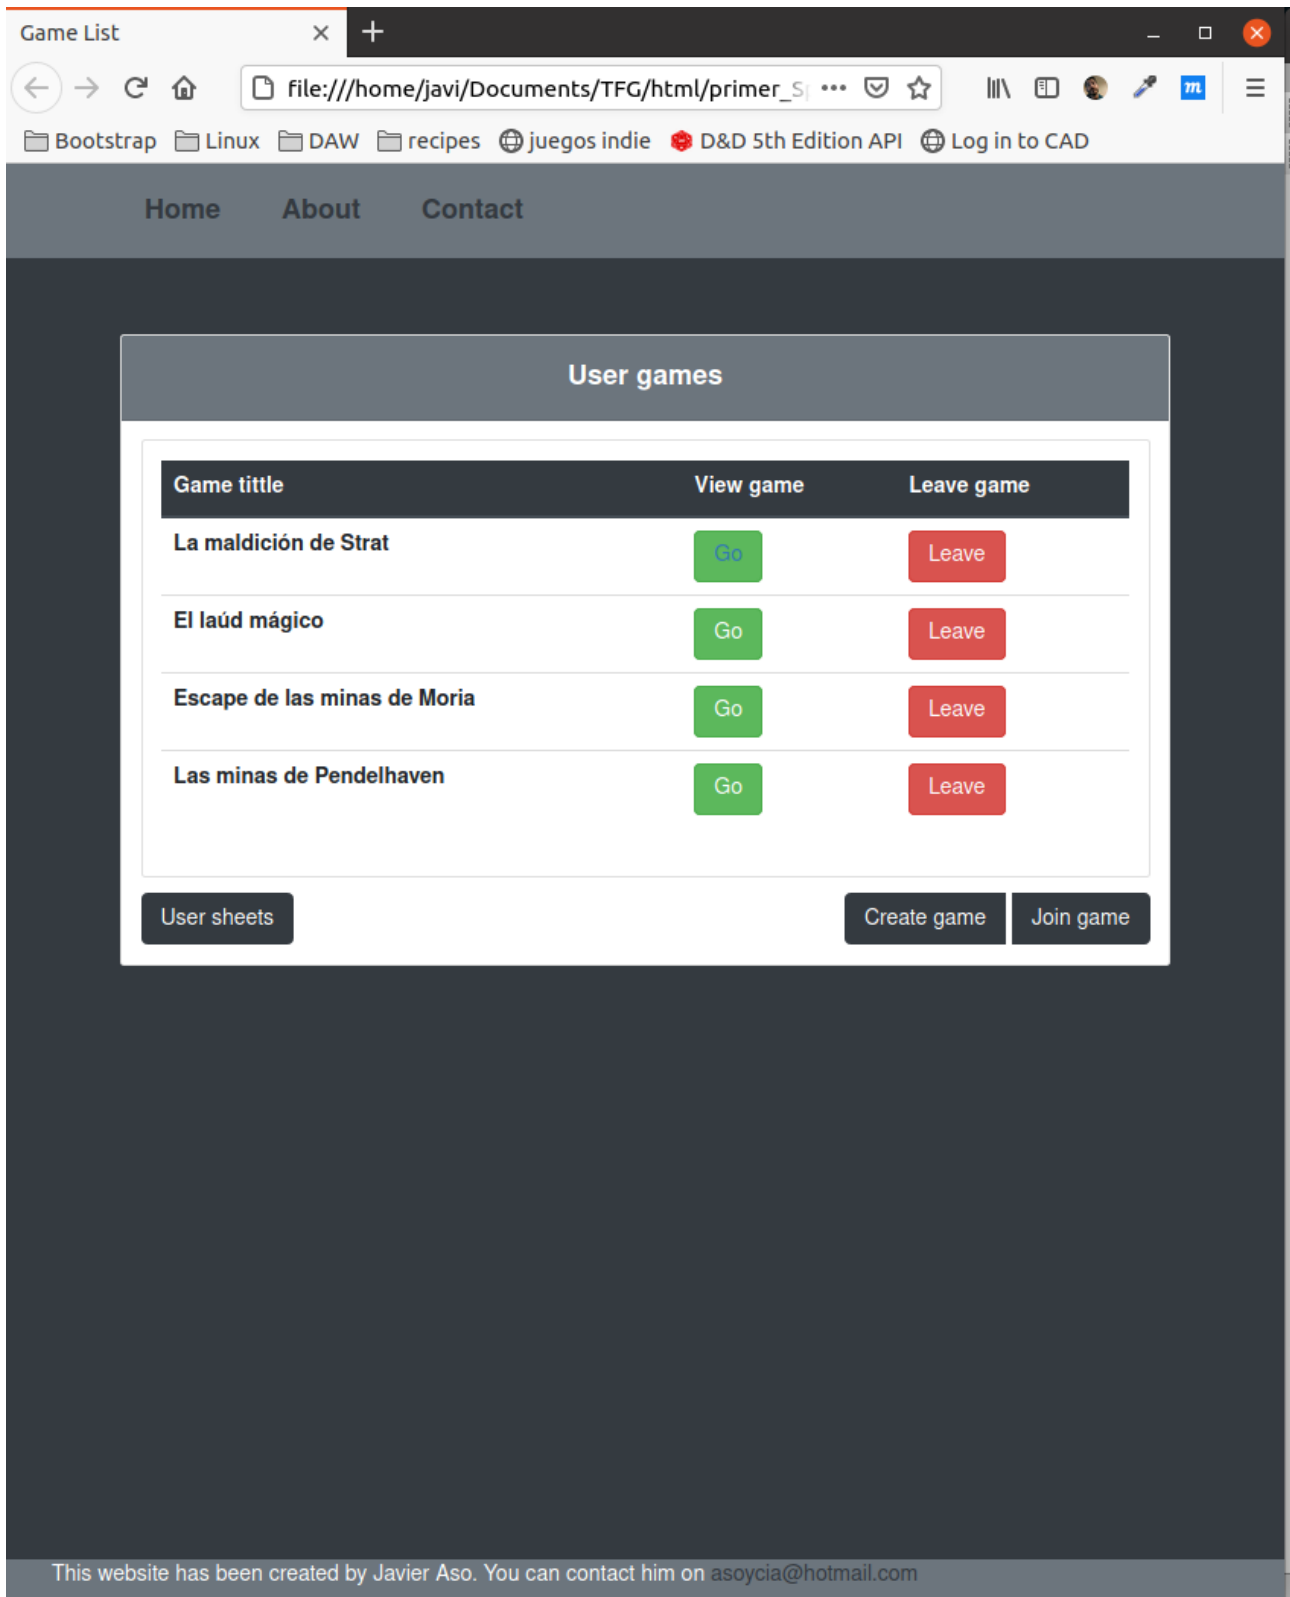 Game List
file:///home/javi/Documents/TFG/html/primer_S
Bootstrap Linux DAW recipes juegos indie D&D 5th Edition API Log in to CAD
Home About Contact
User games
Game tittle View game Leave game
La maldición de Strat Go Leave
El laúd mágico Go Leave
Escape de las minas de Moria Go Leave
Las minas de Pendelhaven Go Leave
User sheets Create game Join game
This website has been created by Javier Aso. You can contact him on asoycia@hotmail.com